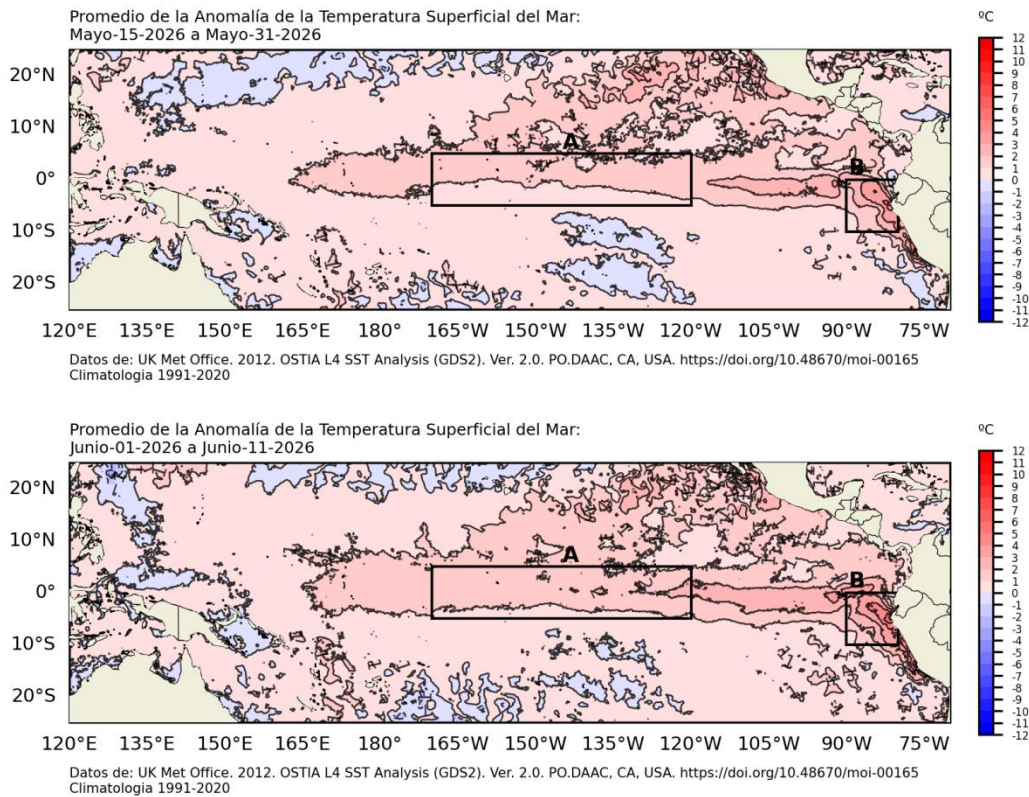 Promedio de la Anomalía de la Temperatura Superficial del Mar:
Mayo-15-2026 a Mayo-31-2026
ºC
20°N
10°N
0°
10°S
20°S
A
B
12
11
10
9
8
7
6
5
4
3
2
1
0
-1
-2
-3
-4
-5
-6
-7
-8
-9
-10
-11
-12
120°E 135°E 150°E 165°E 180° 165°W 150°W 135°W 120°W 105°W 90°W 75°W
Datos de: UK Met Office. 2012. OSTIA L4 SST Analysis (GDS2). Ver. 2.0. PO.DAAC, CA, USA. https://doi.org/10.48670/moi-00165
Climatologia 1991-2020
Promedio de la Anomalía de la Temperatura Superficial del Mar:
Junio-01-2026 a Junio-11-2026
ºC
20°N
10°N
0°
10°S
20°S
A
B
12
11
10
9
8
7
6
5
4
3
2
1
0
-1
-2
-3
-4
-5
-6
-7
-8
-9
-10
-11
-12
120°E 135°E 150°E 165°E 180° 165°W 150°W 135°W 120°W 105°W 90°W 75°W
Datos de: UK Met Office. 2012. OSTIA L4 SST Analysis (GDS2). Ver. 2.0. PO.DAAC, CA, USA. https://doi.org/10.48670/moi-00165
Climatologia 1991-2020